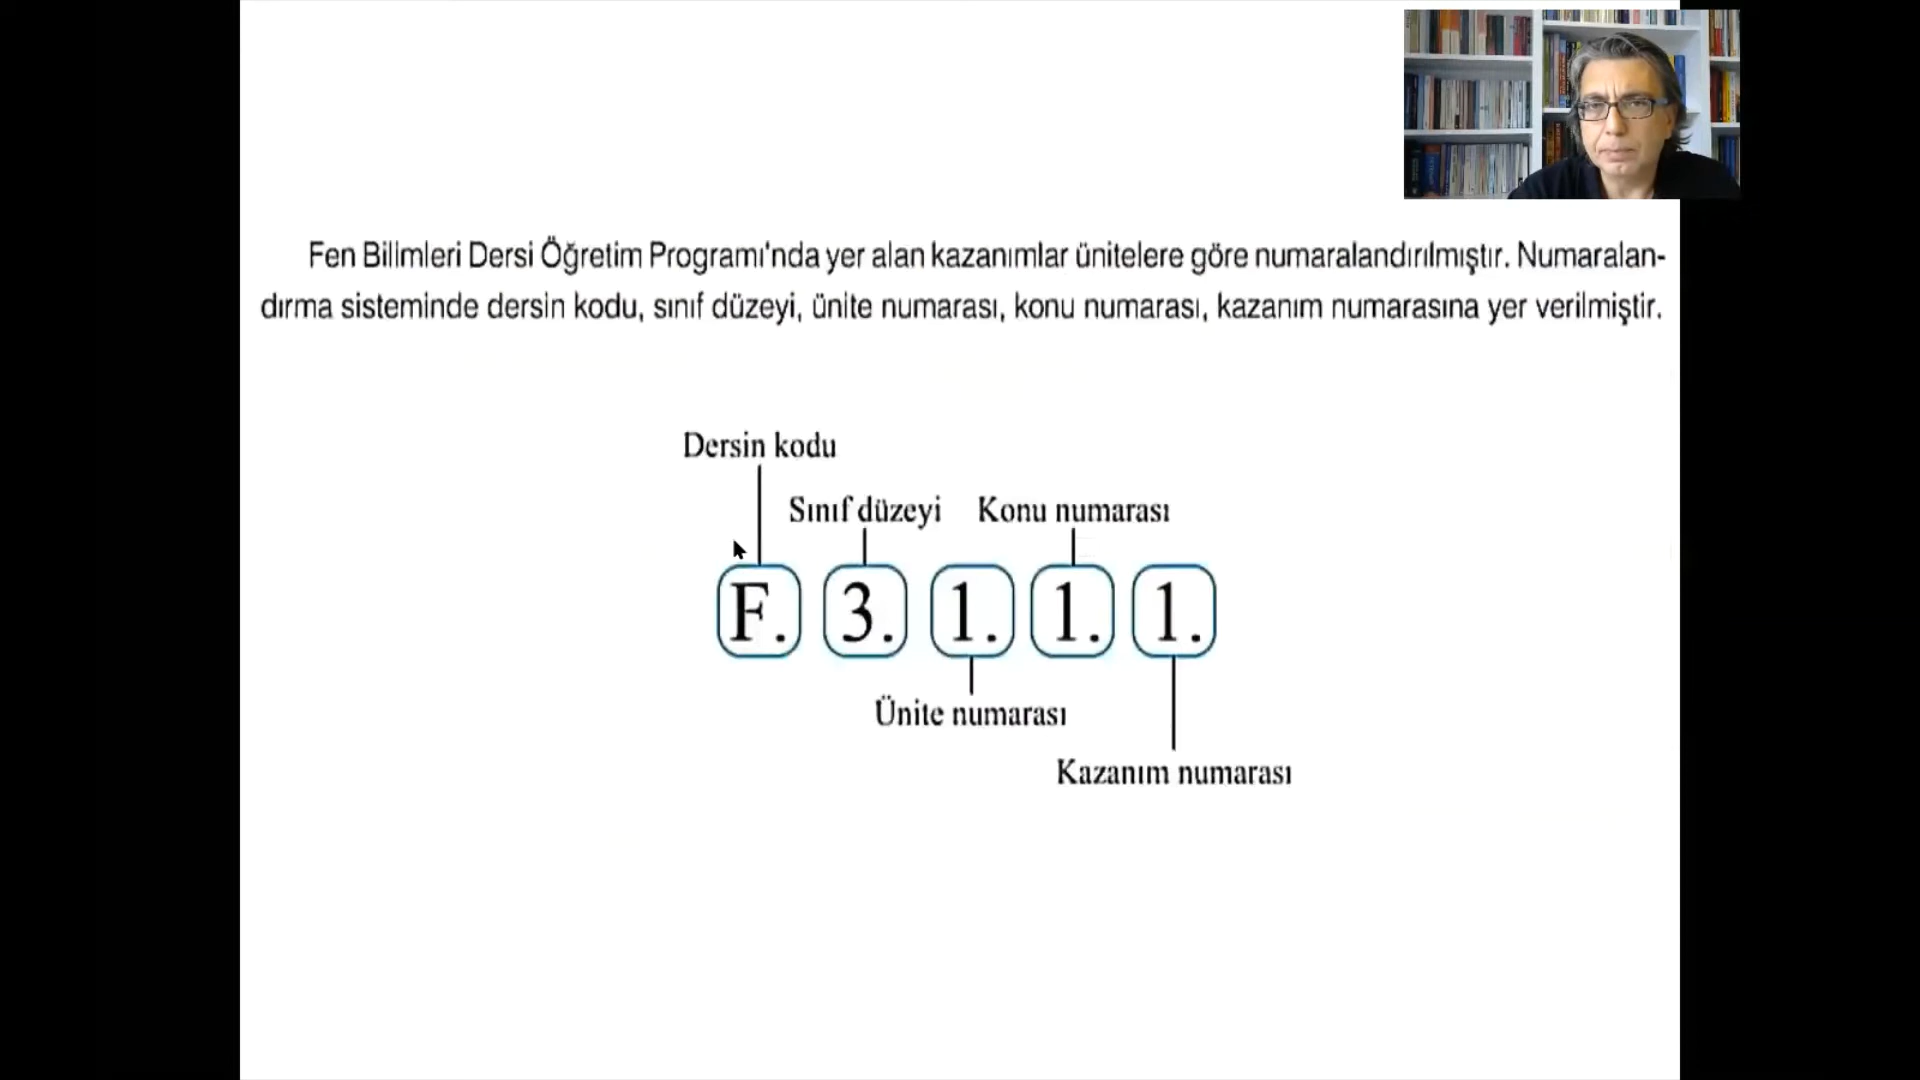 Fen Bilimleri Dersi Öğretim Programı'nda yer alan kazanımlar ünitelere göre numaralandırılmıştır. Numaralan-
dırma sisteminde dersin kodu, sınıf düzeyi, ünite numarası, konu numarası, kazanım numarasına yer verilmiştir.
Dersin kodu
Sınıf düzeyi Konu numarası
F. 3. 1. 1. 1.
Ünite numarası
Kazanım numarası